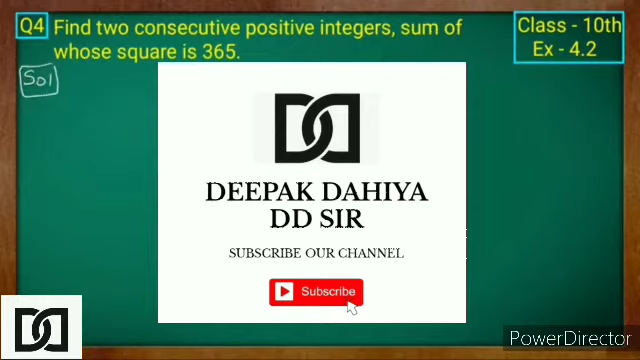 Q4 Find two consecutive positive integers, sum of
whose square is 365.
Class - 10th
Ex - 4.2
Sol
DEEPAK DAHIYA
DD SIR
SUBSCRIBE OUR CHANNEL
Subscribe
PowerDirector